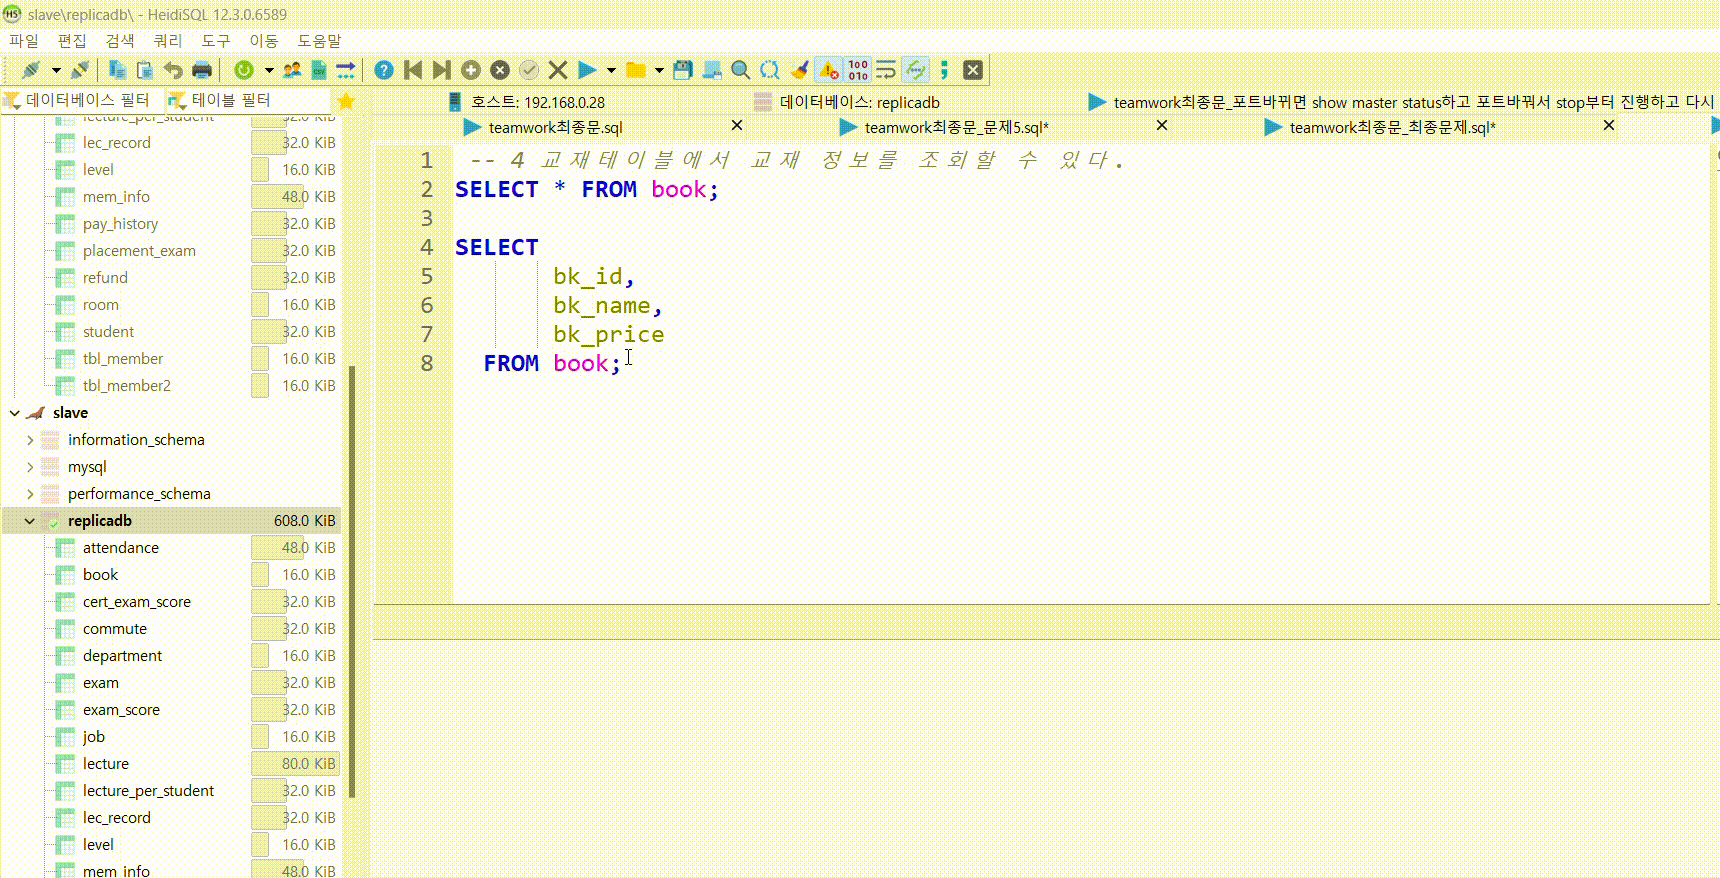 slave\replicadb\ - HeidiSQL 12.3.0.6589
파일 편집 검색 쿼리 도구 이동 도움말
데이터베이스 필터 테이블 필터
호스트: 192.168.0.28 데이터베이스: replicadb teamwork최종문_포트바뀌면 show master status하고 포트바꿔서 stop부터 진행하고 다시
teamwork최종문.sql teamwork최종문_문제5.sql* teamwork최종문_최종문제.sql*
lecture_per_student 32.0 KiB
lec_record 32.0 KiB
level 16.0 KiB
mem_info 48.0 KiB
pay_history 32.0 KiB
placement_exam 32.0 KiB
refund 32.0 KiB
room 16.0 KiB
student 32.0 KiB
tbl_member 16.0 KiB
tbl_member2 16.0 KiB
slave
information_schema
mysql
performance_schema
replicadb 608.0 KiB
attendance 48.0 KiB
book 16.0 KiB
cert_exam_score 32.0 KiB
commute 32.0 KiB
department 16.0 KiB
exam 32.0 KiB
exam_score 32.0 KiB
job 16.0 KiB
lecture 80.0 KiB
lecture_per_student 32.0 KiB
lec_record 32.0 KiB
level 16.0 KiB
mem_info 48.0 KiB
1 -- 4 교재테이블에서 교재 정보를 조회할 수 있다.
2 SELECT * FROM book;
3
4 SELECT
5 bk_id,
6 bk_name,
7 bk_price
8 FROM book;